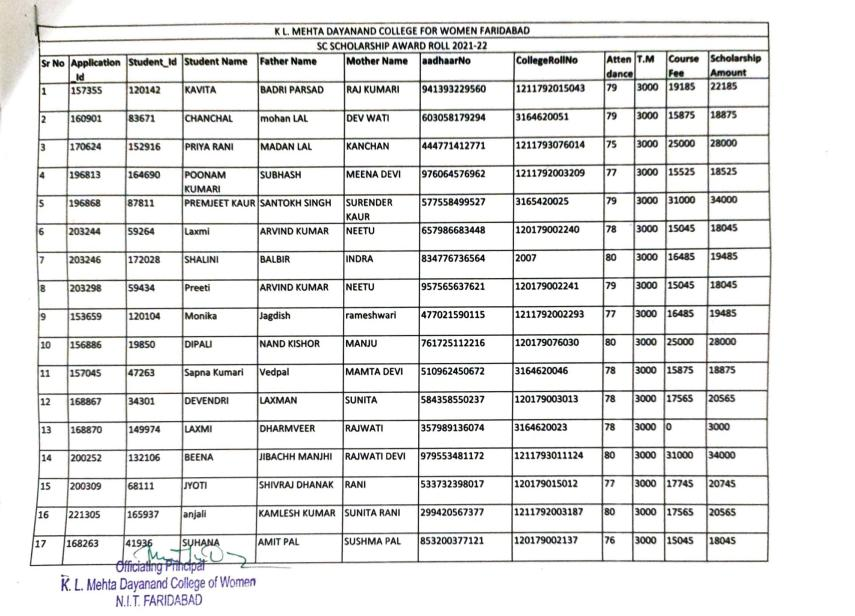 K L. MEHTA DAYANAND COLLEGE FOR WOMEN FARIDABAD
SC SCHOLARSHIP AWARD ROLL 2021-22
Sr No Application_Id Student_Id Student Name Father Name Mother Name aadhaarNo CollegeRollNo Attendance T.M Course Fee Scholarship Amount
1 157355 120142 KAVITA BADRI PARSAD RAJ KUMARI 941393229560 1211792015043 79 3000 19185 22185
2 160901 83671 CHANCHAL mohan LAL DEV WATI 603058179294 3164620051 79 3000 15875 18875
3 170624 152916 PRIYA RANI MADAN LAL KANCHAN 444771412771 1211793076014 75 3000 25000 28000
4 196813 164690 POONAM KUMARI SUBHASH MEENA DEVI 976064576962 1211792003209 77 3000 15525 18525
5 196868 87811 PREMJEET KAUR SANTOKH SINGH SURENDER KAUR 577558499527 3165420025 79 3000 31000 34000
6 203244 59264 Laxmi ARVIND KUMAR NEETU 657986683448 120179002240 78 3000 15045 18045
7 203246 172028 SHALINI BALBIR INDRA 834776736564 2007 80 3000 16485 19485
8 203298 59434 Preeti ARVIND KUMAR NEETU 957565637621 120179002241 79 3000 15045 18045
9 153659 120104 Monika Jagdish rameshwari 477021590115 1211792002293 77 3000 16485 19485
10 156886 19850 DIPALI NAND KISHOR MANJU 761725112216 120179076030 80 3000 25000 28000
11 157045 47263 Sapna Kumari Vedpal MAMTA DEVI 510962450672 3164620046 78 3000 15875 18875
12 168867 34301 DEVENDRI LAXMAN SUNITA 584358550237 120179003013 78 3000 17565 20565
13 168870 149974 LAXMI DHARMVEER RAJWATI 357989136074 3164620023 78 3000 0 3000
14 200252 132106 BEENA JIBACHH MANJHI RAJWATI DEVI 979553481172 1211793011124 80 3000 31000 34000
15 200309 68111 JYOTI SHIVRAJ DHANAK RANI 533732398017 120179015012 77 3000 17745 20745
16 221305 165937 anjali KAMLESH KUMAR SUNITA RANI 299420567377 1211792003187 80 3000 17565 20565
17 168263 41936 SUHANA AMIT PAL SUSHMA PAL 853200377121 120179002137 76 3000 15045 18045
Officiating Principal
K. L. Mehta Dayanand College of Women
N.I.T. FARIDABAD